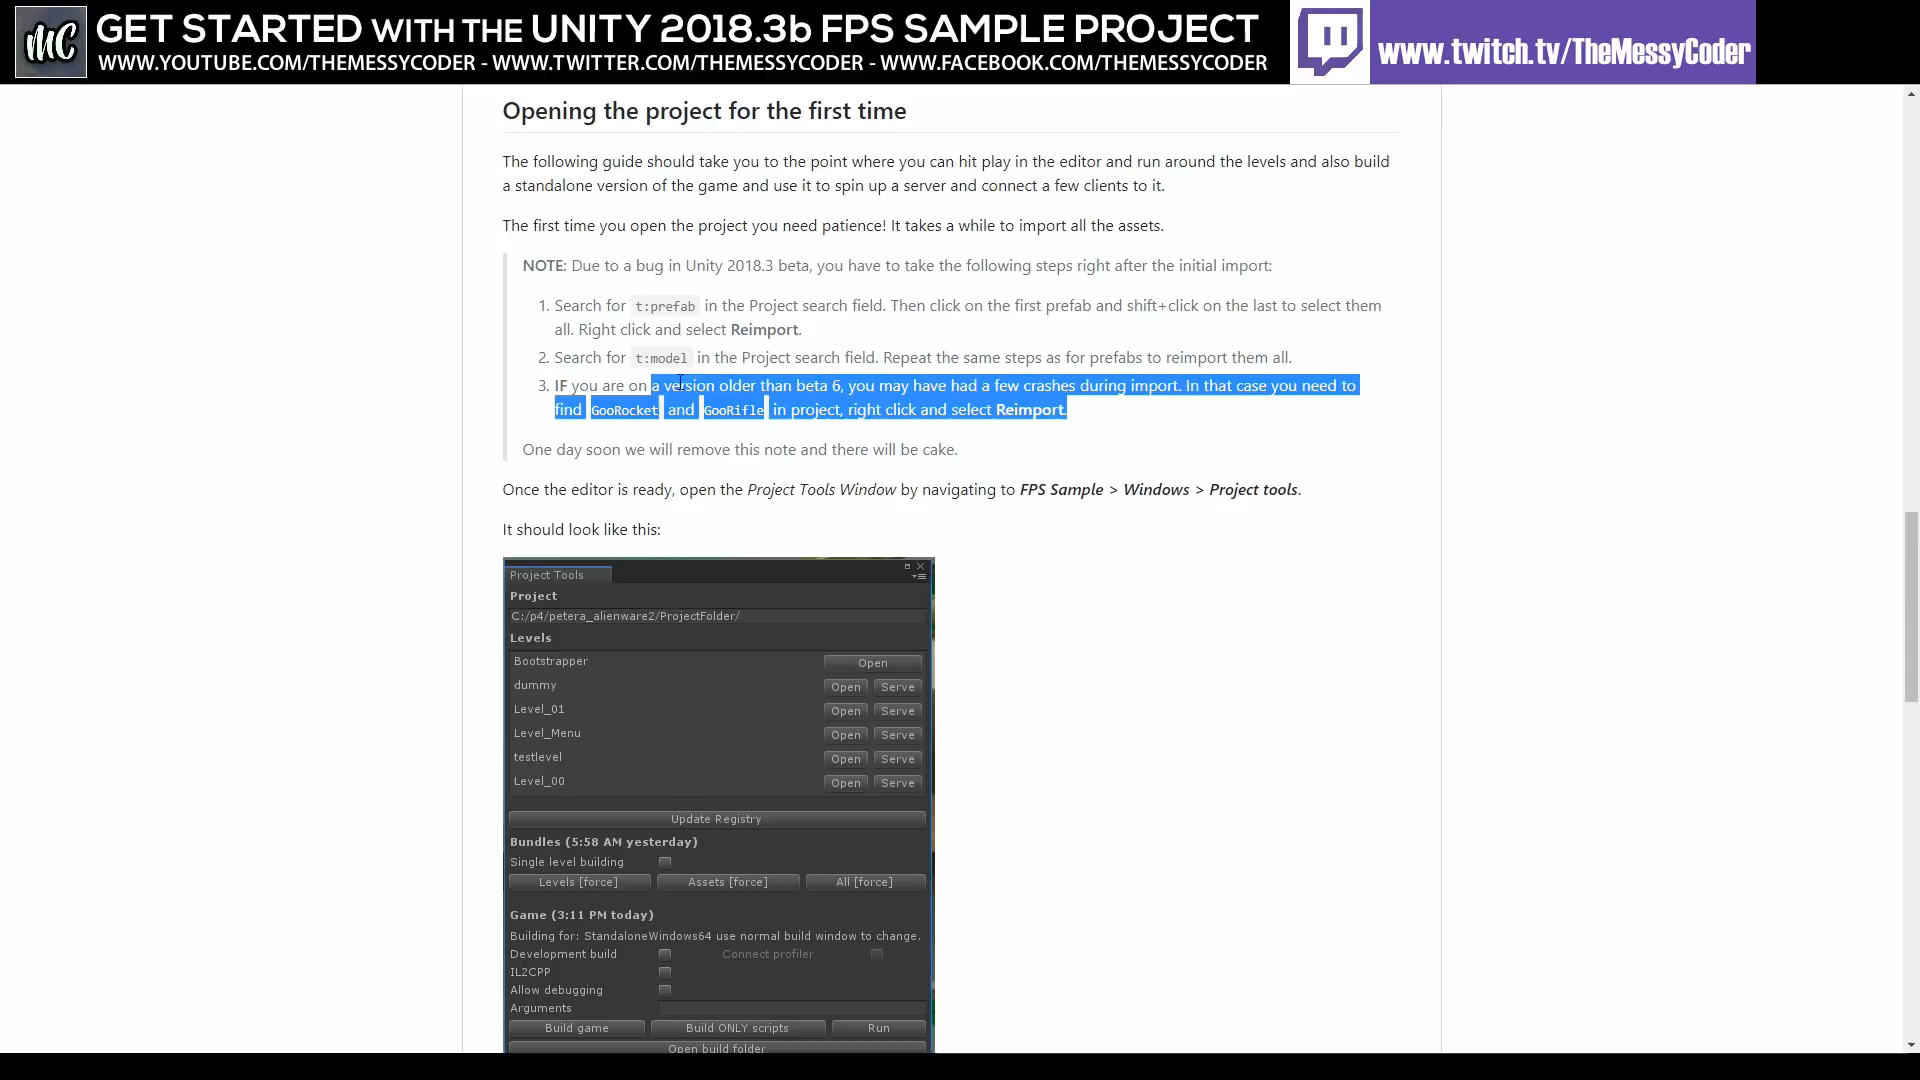 MC
GET STARTED WITH THE UNITY 2018.3b FPS SAMPLE PROJECT
WWW.YOUTUBE.COM/THEMESSYCODER - WWW.TWITTER.COM/THEMESSYCODER - WWW.FACEBOOK.COM/THEMESSYCODER
www.twitch.tv/TheMessyCoder
Opening the project for the first time
The following guide should take you to the point where you can hit play in the editor and run around the levels and also build
a standalone version of the game and use it to spin up a server and connect a few clients to it.
The first time you open the project you need patience! It takes a while to import all the assets.
NOTE: Due to a bug in Unity 2018.3 beta, you have to take the following steps right after the initial import:
1. Search for t:prefab in the Project search field. Then click on the first prefab and shift+click on the last to select them
all. Right click and select Reimport.
2. Search for t:model in the Project search field. Repeat the same steps as for prefabs to reimport them all.
3. IF you are on a version older than beta 6, you may have had a few crashes during import. In that case you need to
find GooRocket and GooRifle in project, right click and select Reimport.
One day soon we will remove this note and there will be cake.
Once the editor is ready, open the Project Tools Window by navigating to FPS Sample > Windows > Project tools.
It should look like this:
Project Tools
Project
C:/p4/petera_alienware2/ProjectFolder/
Levels
Bootstrapper Open
dummy Open Serve
Level_01 Open Serve
Level_Menu Open Serve
testlevel Open Serve
Level_00 Open Serve
Update Registry
Bundles (5:58 AM yesterday)
Single level building
Levels [force] Assets [force] All [force]
Game (3:11 PM today)
Building for: StandaloneWindows64 use normal build window to change.
Development build Connect profiler
IL2CPP
Allow debugging
Arguments
Build game Build ONLY scripts Run
Open build folder